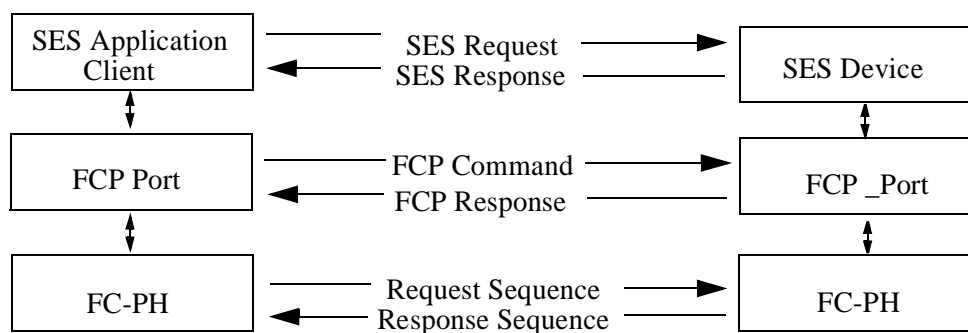 SES Application
Client
SES Request
SES Response
SES Device
FCP Port
FCP Command
FCP Response
FCP _Port
FC-PH
Request Sequence
Response Sequence
FC-PH